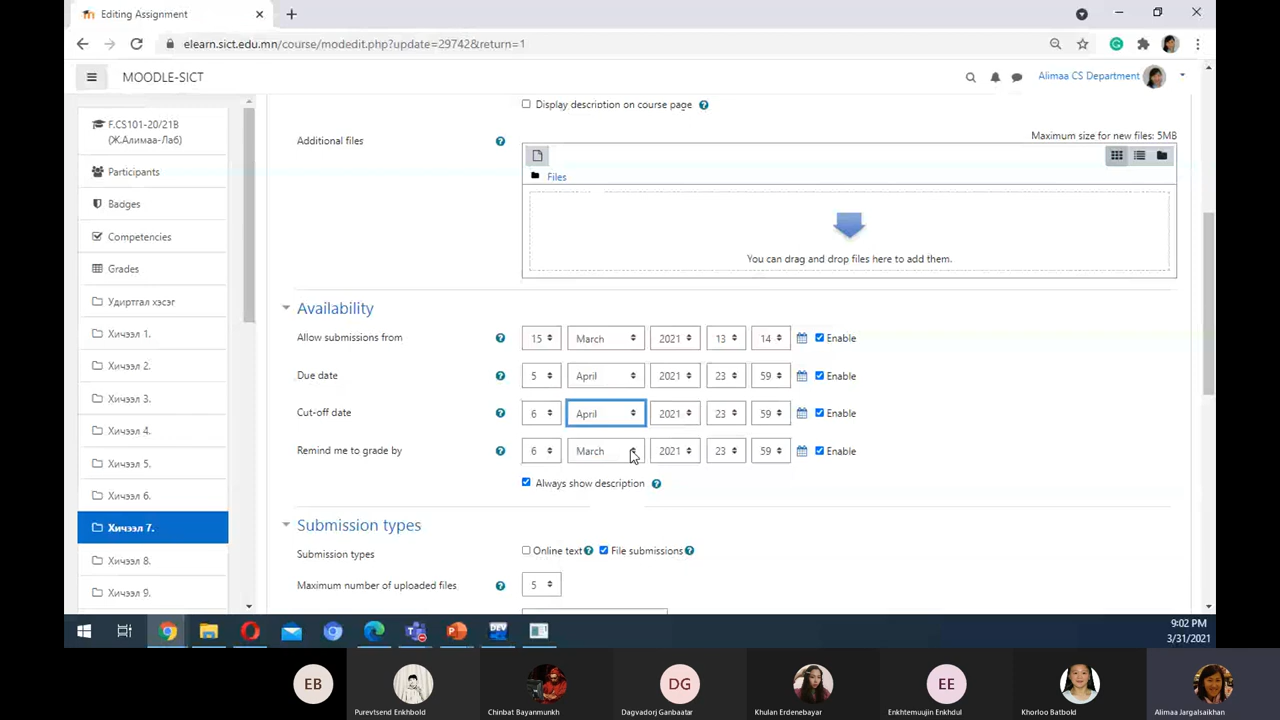 Editing Assignment
elearn.sict.edu.mn/course/modedit.php?update=29742&return=1
MOODLE-SICT
Alimaa CS Department
F.CS101-20/21B
(Ж.Алимаа-Лаб)
Participants
Badges
Competencies
Grades
Удиртгал хэсэг
Хичээл 1.
Хичээл 2.
Хичээл 3.
Хичээл 4.
Хичээл 5.
Хичээл 6.
Хичээл 7.
Хичээл 8.
Хичээл 9.
Display description on course page
Additional files
Maximum size for new files: 5MB
Files
You can drag and drop files here to add them.
Availability
Allow submissions from 15 March 2021 13 14 Enable
Due date 5 April 2021 23 59 Enable
Cut-off date 6 April 2021 23 59 Enable
Remind me to grade by 6 March 2021 23 59 Enable
Always show description
Submission types
Submission types Online text File submissions
Maximum number of uploaded files 5
DEV
9:02 PM
3/31/2021
EB
DG
EE
Purevtsend Enkhbold
Chinbat Bayanmunkh
Dagvadorj Ganbaatar
Khulan Erdenebayar
Enkhtemuujin Enkhdul
Khorloo Batbold
Alimaa Jargalsaikhan